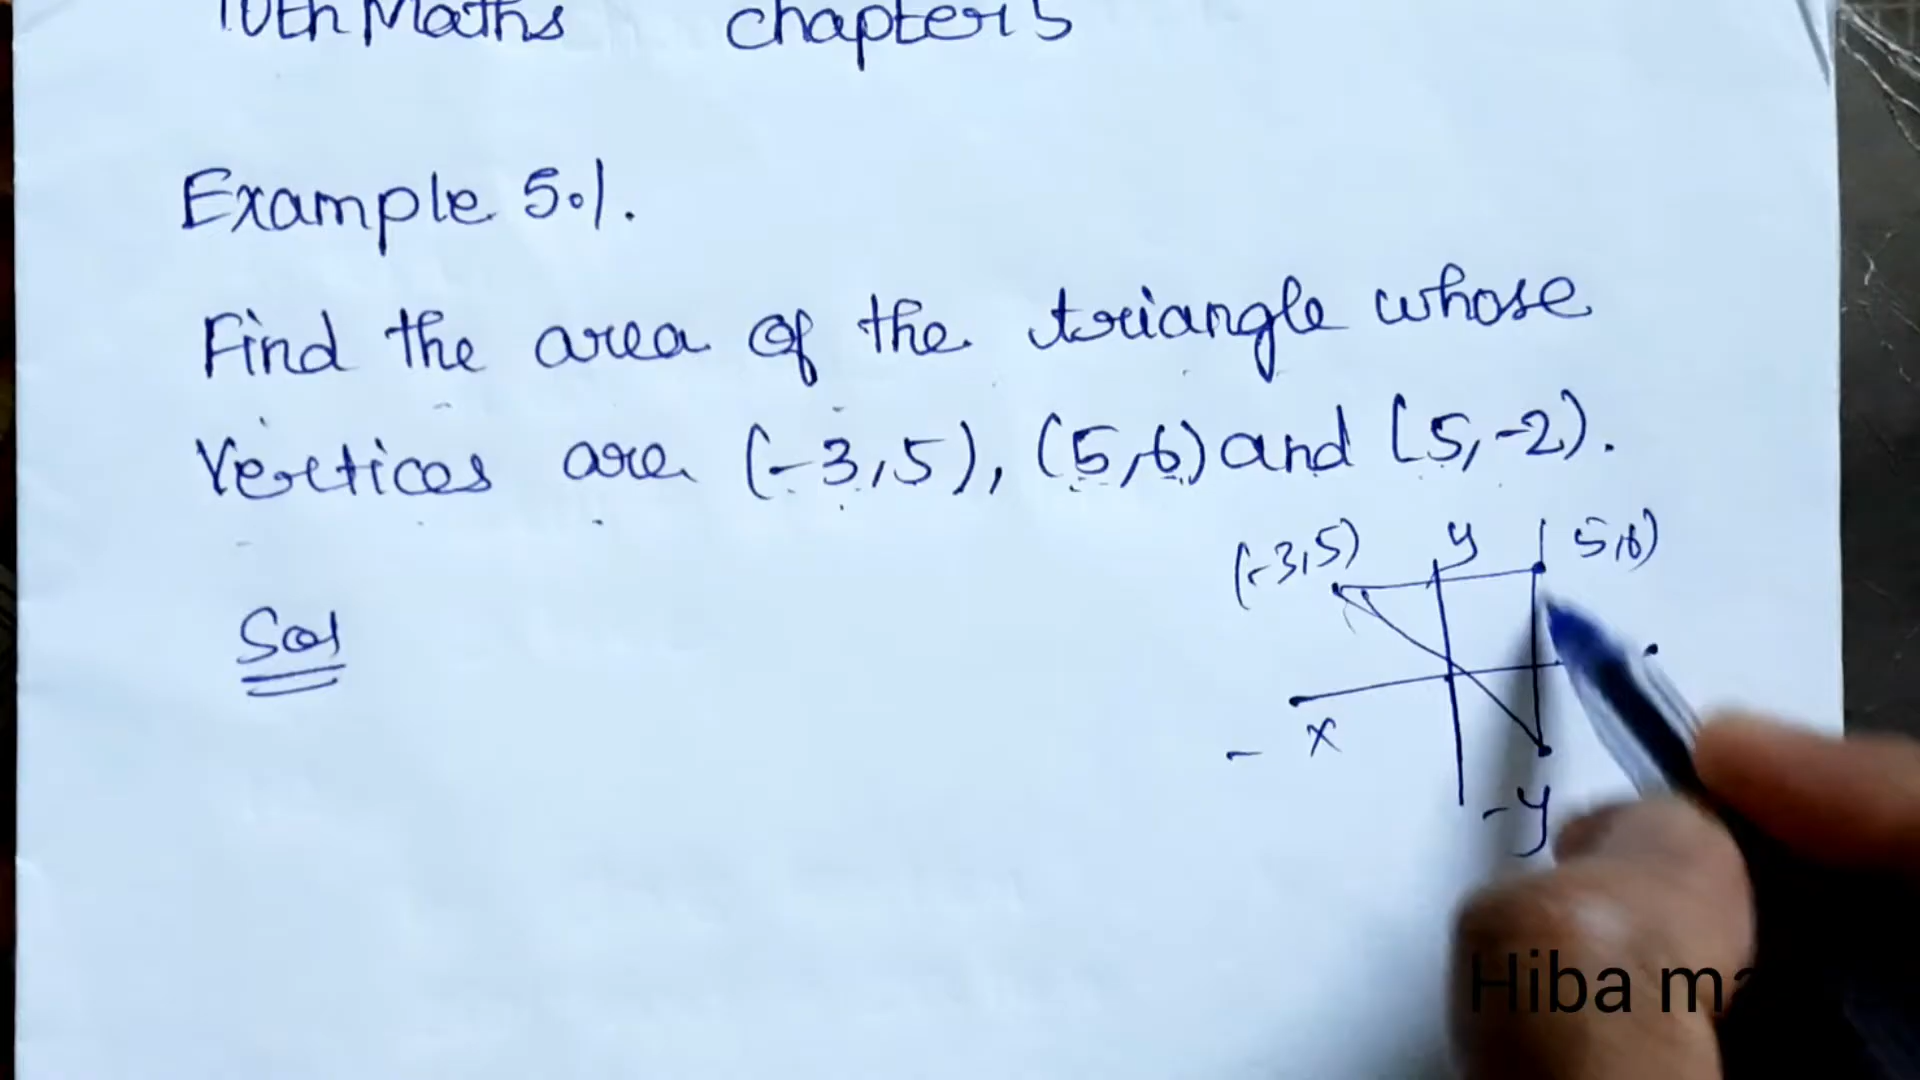 10th Maths chapter 5
Example 5.1.
Find the area of the triangle whose
vertices are (-3,5), (5,6) and (5,-2).
(-3,5) y 5,6)
Sol
- x
-y
Hiba ma